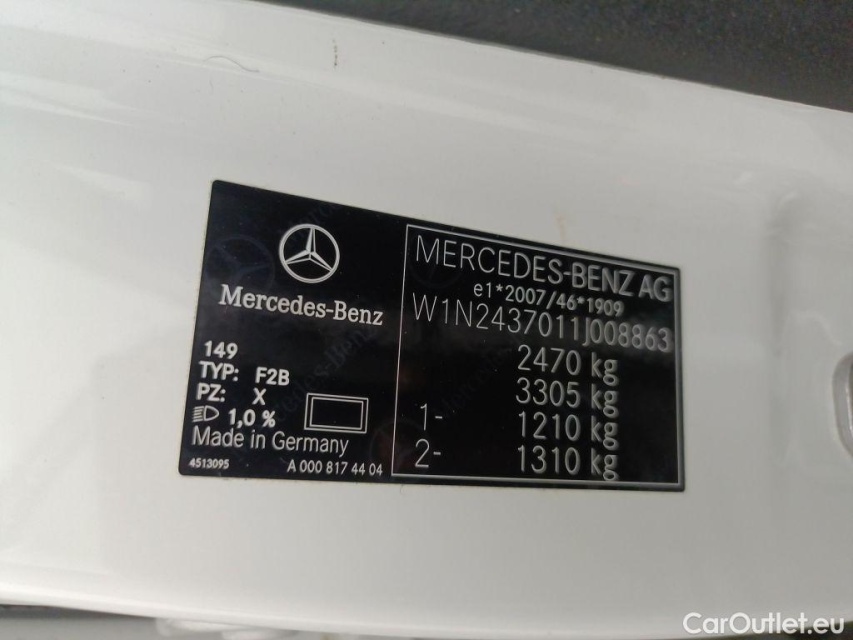 Mercedes-Benz
149
TYP: F2B
PZ: X
1,0 %
Made in Germany
4513095 A 000 817 44 04
MERCEDES-BENZ AG
e1*2007/46*1909
W1N2437011J008863
2470 kg
3305 kg
1- 1210 kg
2- 1310 kg
CarOutlet.eu